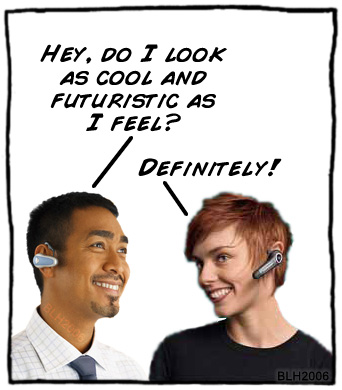 Hey, do I look
as cool and
futuristic as
I feel?
Definitely!
BLH2006